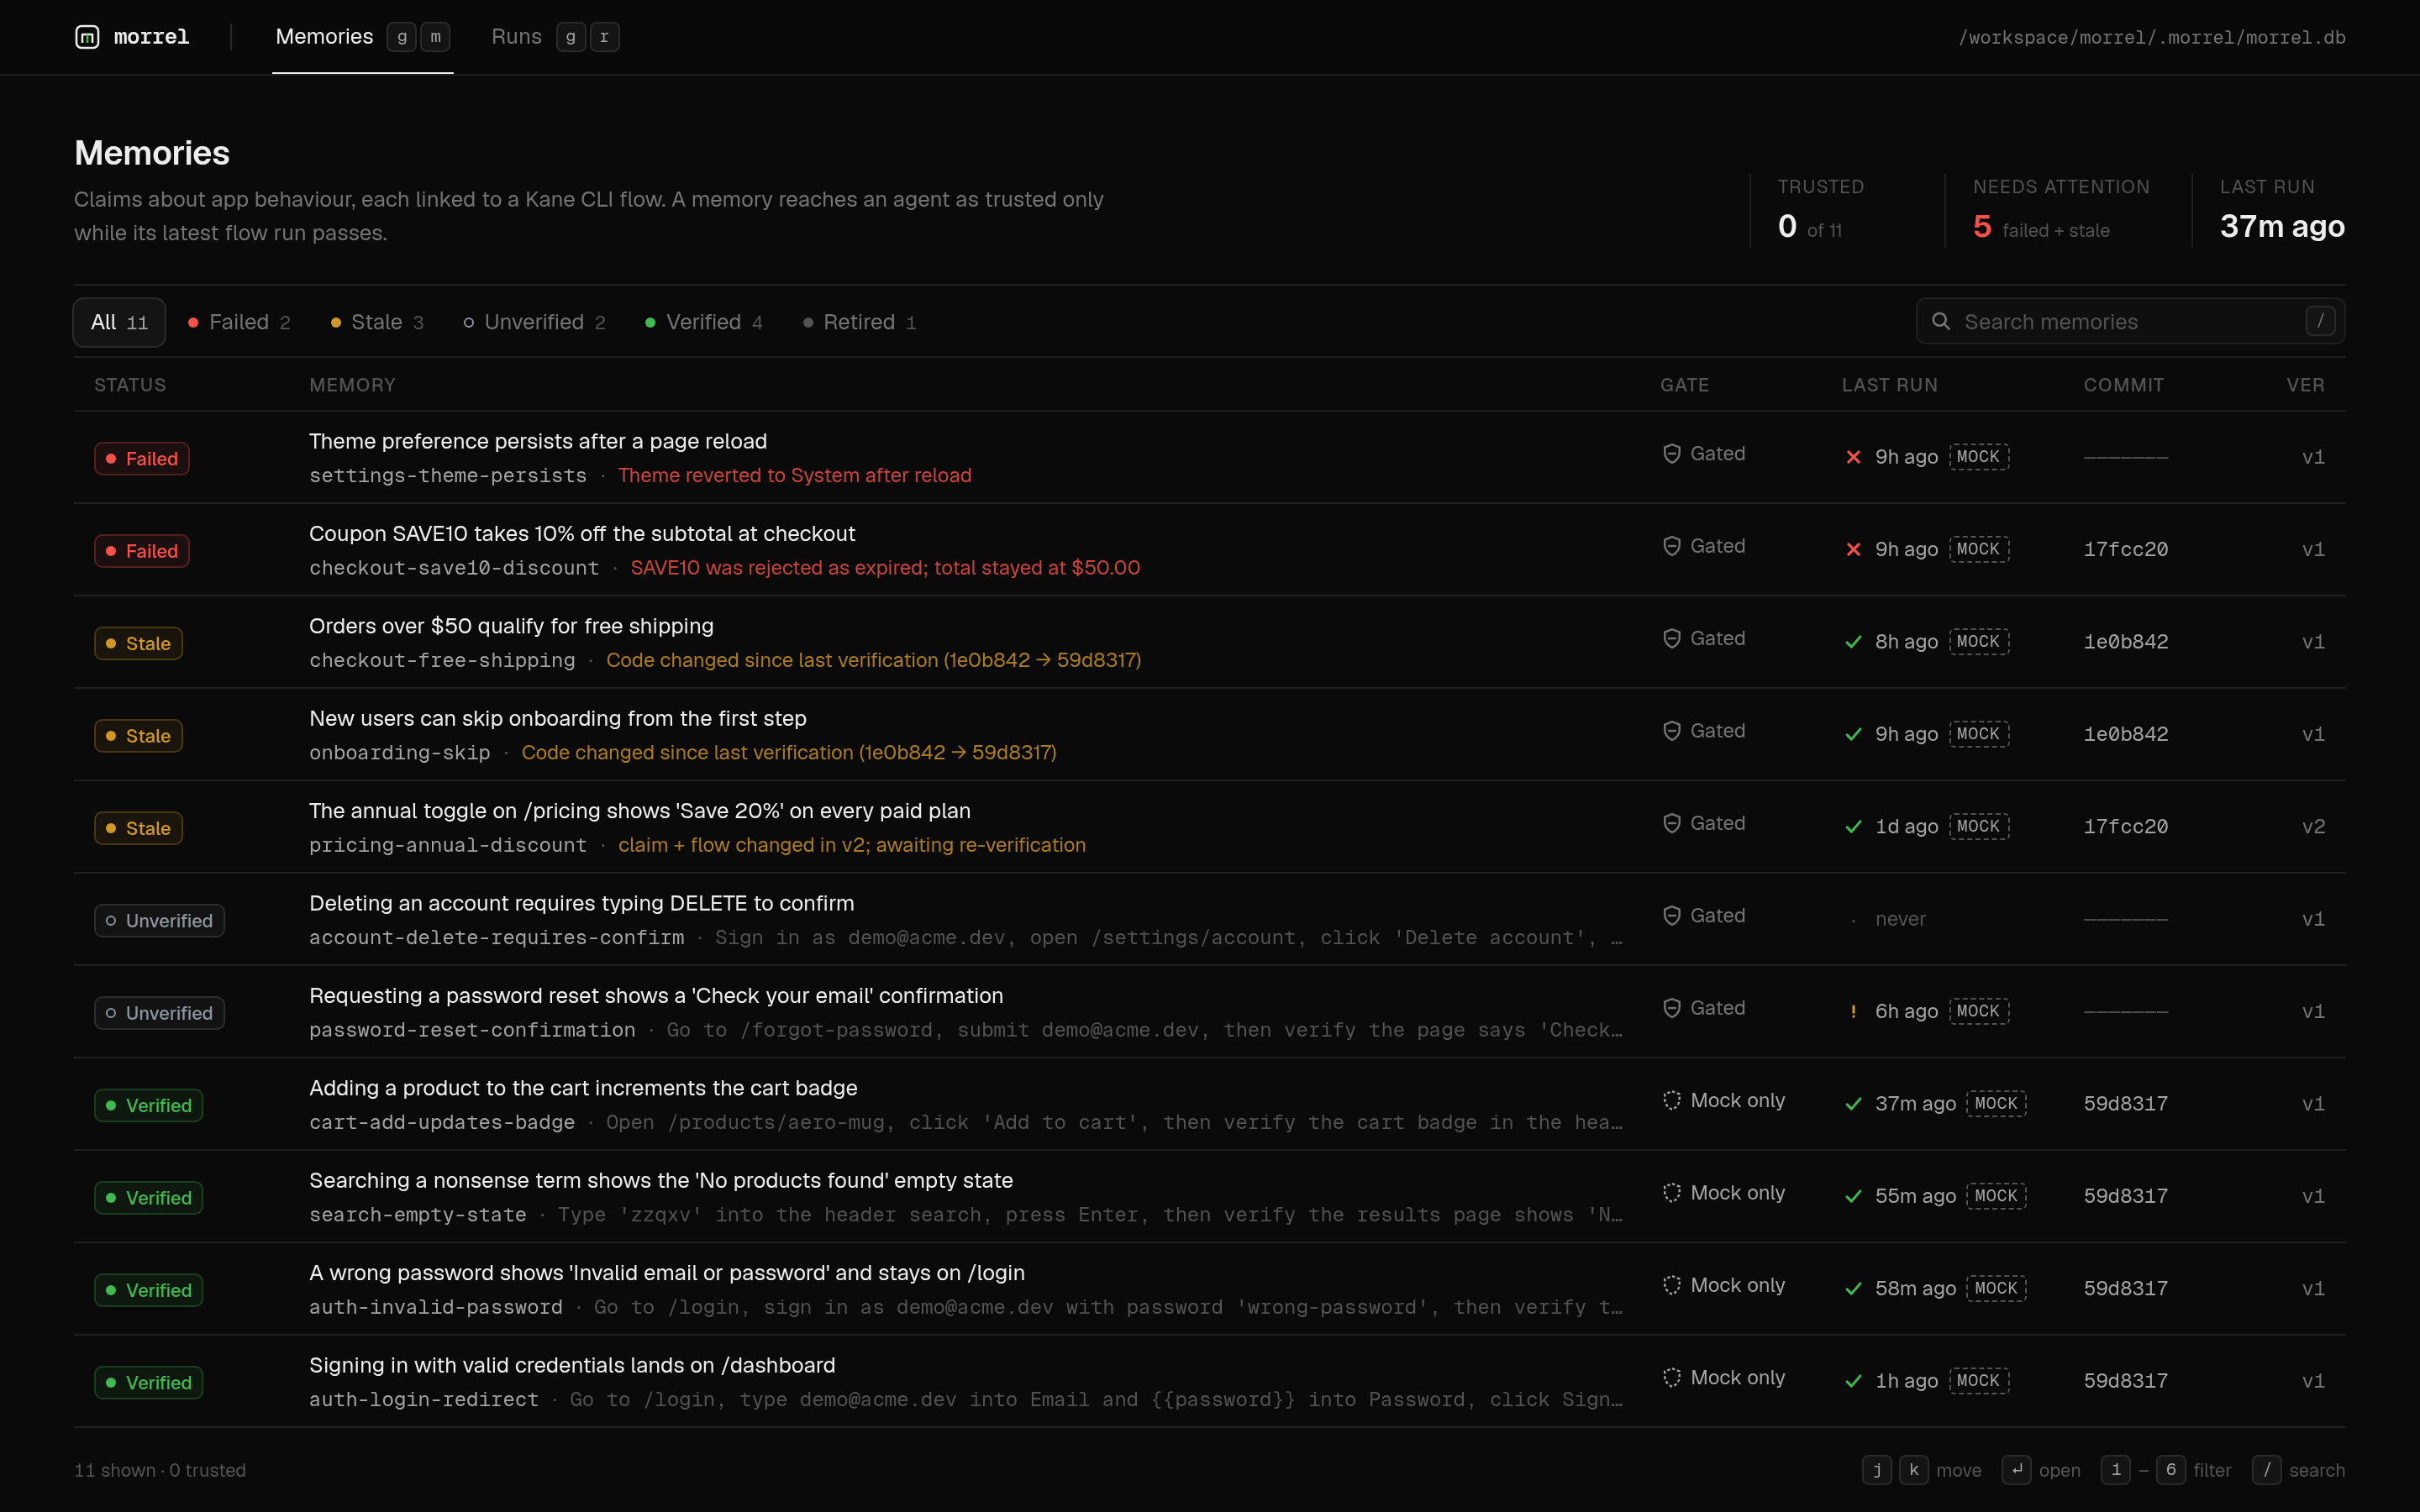 morrel Memories g m Runs g r /workspace/morrel/.morrel/morrel.db
Memories
Claims about app behaviour, each linked to a Kane CLI flow. A memory reaches an agent as trusted only
while its latest flow run passes.
TRUSTED NEEDS ATTENTION LAST RUN
0 of 11 5 failed + stale 37m ago
All 11 Failed 2 Stale 3 Unverified 2 Verified 4 Retired 1 Search memories /
STATUS MEMORY GATE LAST RUN COMMIT VER
Failed Theme preference persists after a page reload Gated 9h ago MOCK ——————— v1
settings-theme-persists · Theme reverted to System after reload
Failed Coupon SAVE10 takes 10% off the subtotal at checkout Gated 9h ago MOCK 17fcc20 v1
checkout-save10-discount · SAVE10 was rejected as expired; total stayed at $50.00
Stale Orders over $50 qualify for free shipping Gated 8h ago MOCK 1e0b842 v1
checkout-free-shipping · Code changed since last verification (1e0b842 → 59d8317)
Stale New users can skip onboarding from the first step Gated 9h ago MOCK 1e0b842 v1
onboarding-skip · Code changed since last verification (1e0b842 → 59d8317)
Stale The annual toggle on /pricing shows 'Save 20%' on every paid plan Gated 1d ago MOCK 17fcc20 v2
pricing-annual-discount · claim + flow changed in v2; awaiting re-verification
Unverified Deleting an account requires typing DELETE to confirm Gated · never ——————— v1
account-delete-requires-confirm · Sign in as demo@acme.dev, open /settings/account, click 'Delete account', …
Unverified Requesting a password reset shows a 'Check your email' confirmation Gated ! 6h ago MOCK ——————— v1
password-reset-confirmation · Go to /forgot-password, submit demo@acme.dev, then verify the page says 'Check…
Verified Adding a product to the cart increments the cart badge Mock only 37m ago MOCK 59d8317 v1
cart-add-updates-badge · Open /products/aero-mug, click 'Add to cart', then verify the cart badge in the hea…
Verified Searching a nonsense term shows the 'No products found' empty state Mock only 55m ago MOCK 59d8317 v1
search-empty-state · Type 'zzqxv' into the header search, press Enter, then verify the results page shows 'N…
Verified A wrong password shows 'Invalid email or password' and stays on /login Mock only 58m ago MOCK 59d8317 v1
auth-invalid-password · Go to /login, sign in as demo@acme.dev with password 'wrong-password', then verify t…
Verified Signing in with valid credentials lands on /dashboard Mock only 1h ago MOCK 59d8317 v1
auth-login-redirect · Go to /login, type demo@acme.dev into Email and {{password}} into Password, click Sign…
11 shown · 0 trusted j k move ↵ open 1 – 6 filter / search